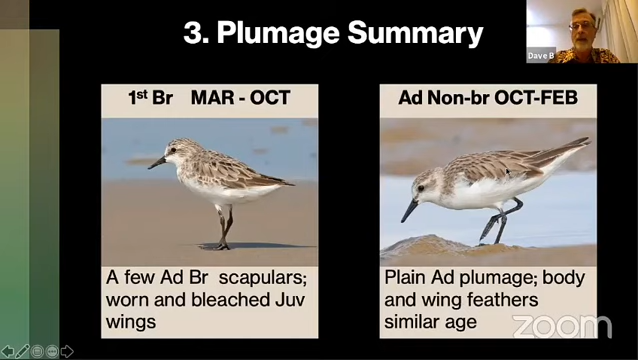 3. Plumage Summary
Dave B
1st Br MAR - OCT
A few Ad Br scapulars;
worn and bleached Juv
wings
Ad Non-br OCT-FEB
Plain Ad plumage; body
and wing feathers
similar age
zoom